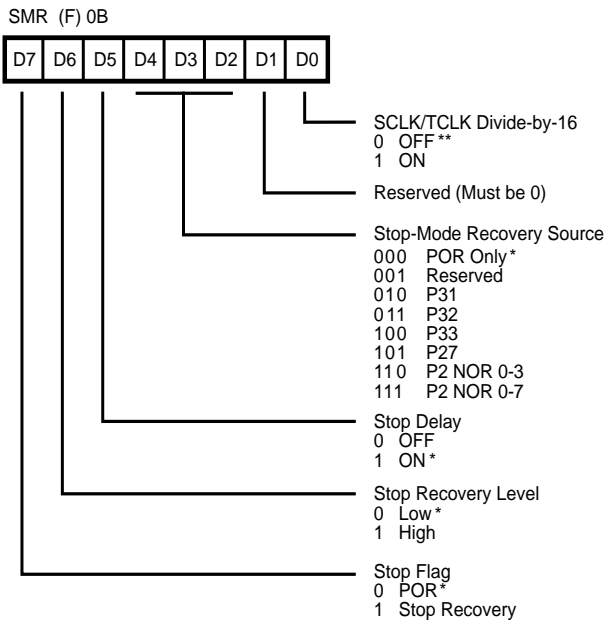 SMR (F) 0B
D7 D6 D5 D4 D3 D2 D1 D0
SCLK/TCLK Divide-by-16
0 OFF**
1 ON
Reserved (Must be 0)
Stop-Mode Recovery Source
000 POR Only*
001 Reserved
010 P31
011 P32
100 P33
101 P27
110 P2 NOR 0-3
111 P2 NOR 0-7
Stop Delay
0 OFF
1 ON*
Stop Recovery Level
0 Low*
1 High
Stop Flag
0 POR*
1 Stop Recovery